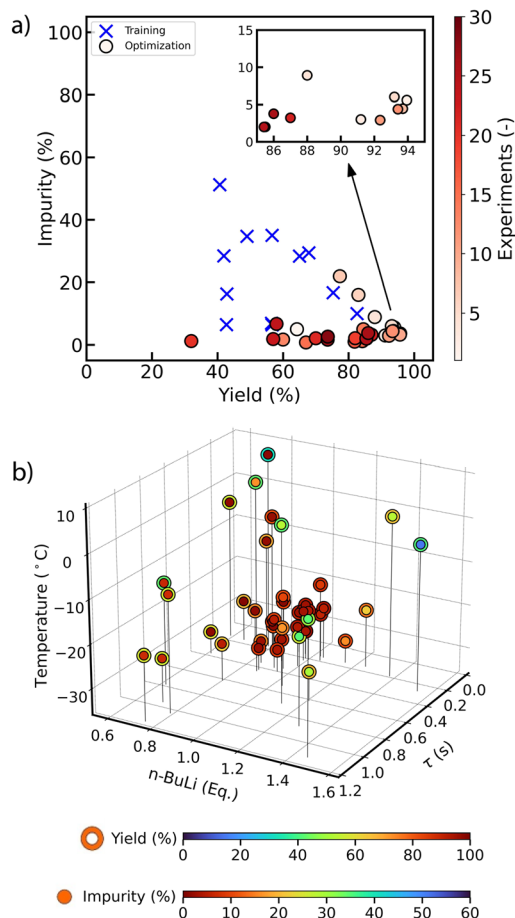 a)
Training
Optimization
Impurity (%)
100
80
60
40
20
0
0 20 40 60 80 100
Yield (%)
15
10
5
0
86 88 90 92 94
30
25
20
15
10
5
Experiments (-)
b)
Temperature (°C)
10
0
−10
−20
−30
0.6 0.8 1.0 1.2 1.4 1.6
n-BuLi (Eq.)
1.2 1.0 0.8 0.6 0.4 0.2 0.0
τ (s)
Yield (%)
0 20 40 60 80 100
Impurity (%)
0 10 20 30 40 50 60